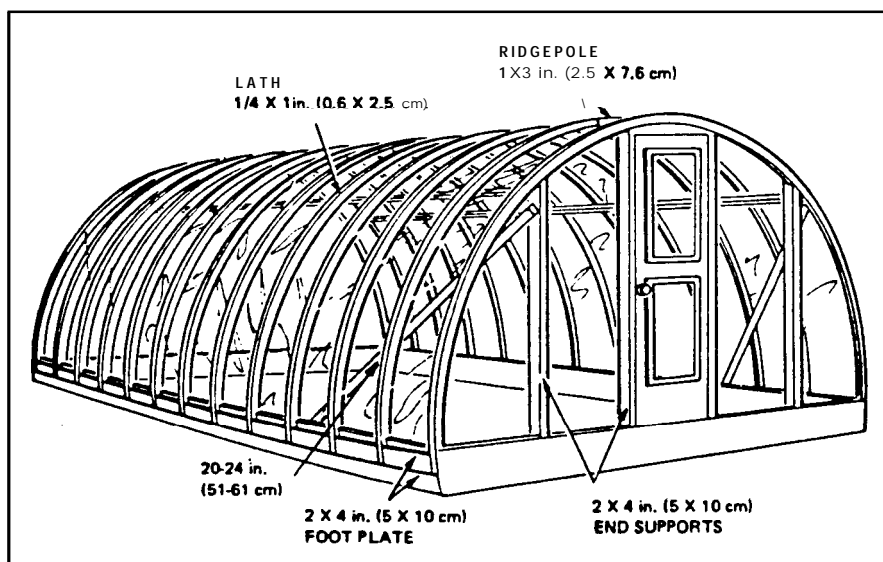 RIDGEPOLE
1X3 in. (2.5 X 7.6 cm)
LATH
1/4 X 1in. (0.6 X 2.5 cm)
20-24 in.
(51-61 cm)
2 X 4 in. (5 X 10 cm)
FOOT PLATE
2 X 4 in. (5 X 10 cm)
END SUPPORTS